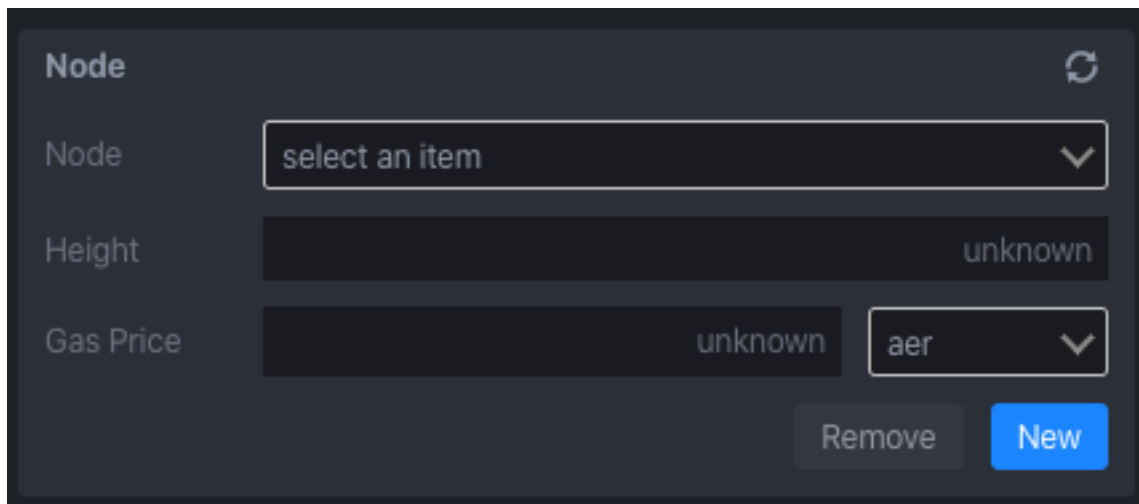 Node
Node select an item
Height unknown
Gas Price unknown aer
Remove New